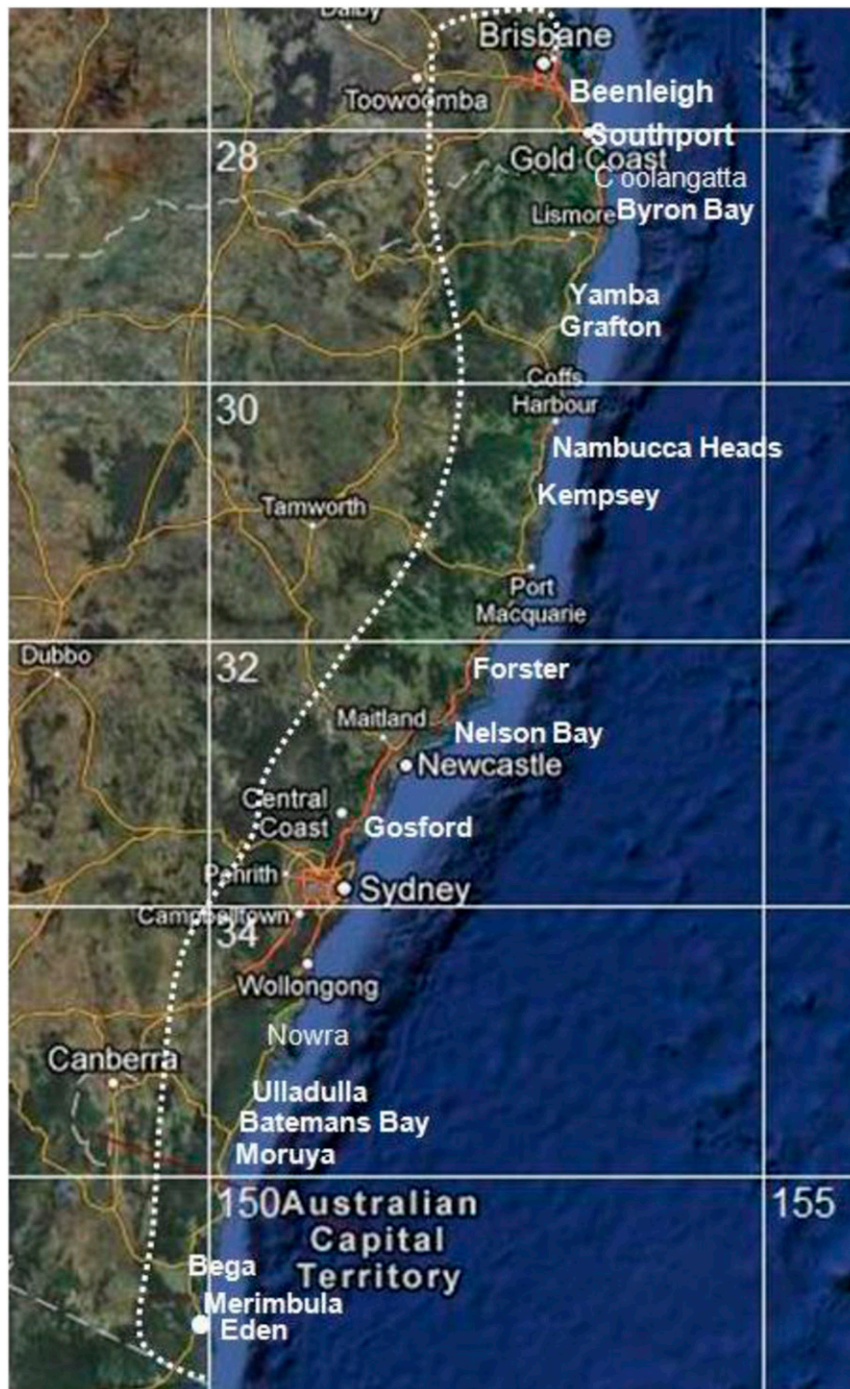 Dalby
Brisbane
Toowoomba
Beenleigh
Southport
28
Gold Coast
C oolangatta
Lismore
Byron Bay
Yamba
Grafton
Coffs
Harbour
30
Nambucca Heads
Kempsey
Tamworth
Port
Macquarie
Dubbo
32
Forster
Maitland
Nelson Bay
Newcastle
Central
Coast
Gosford
Penrith
Sydney
Campbelltown
34
Wollongong
Nowra
Canberra
Ulladulla
Batemans Bay
Moruya
150
155
Australian
Capital
Territory
Bega
Merimbula
Eden